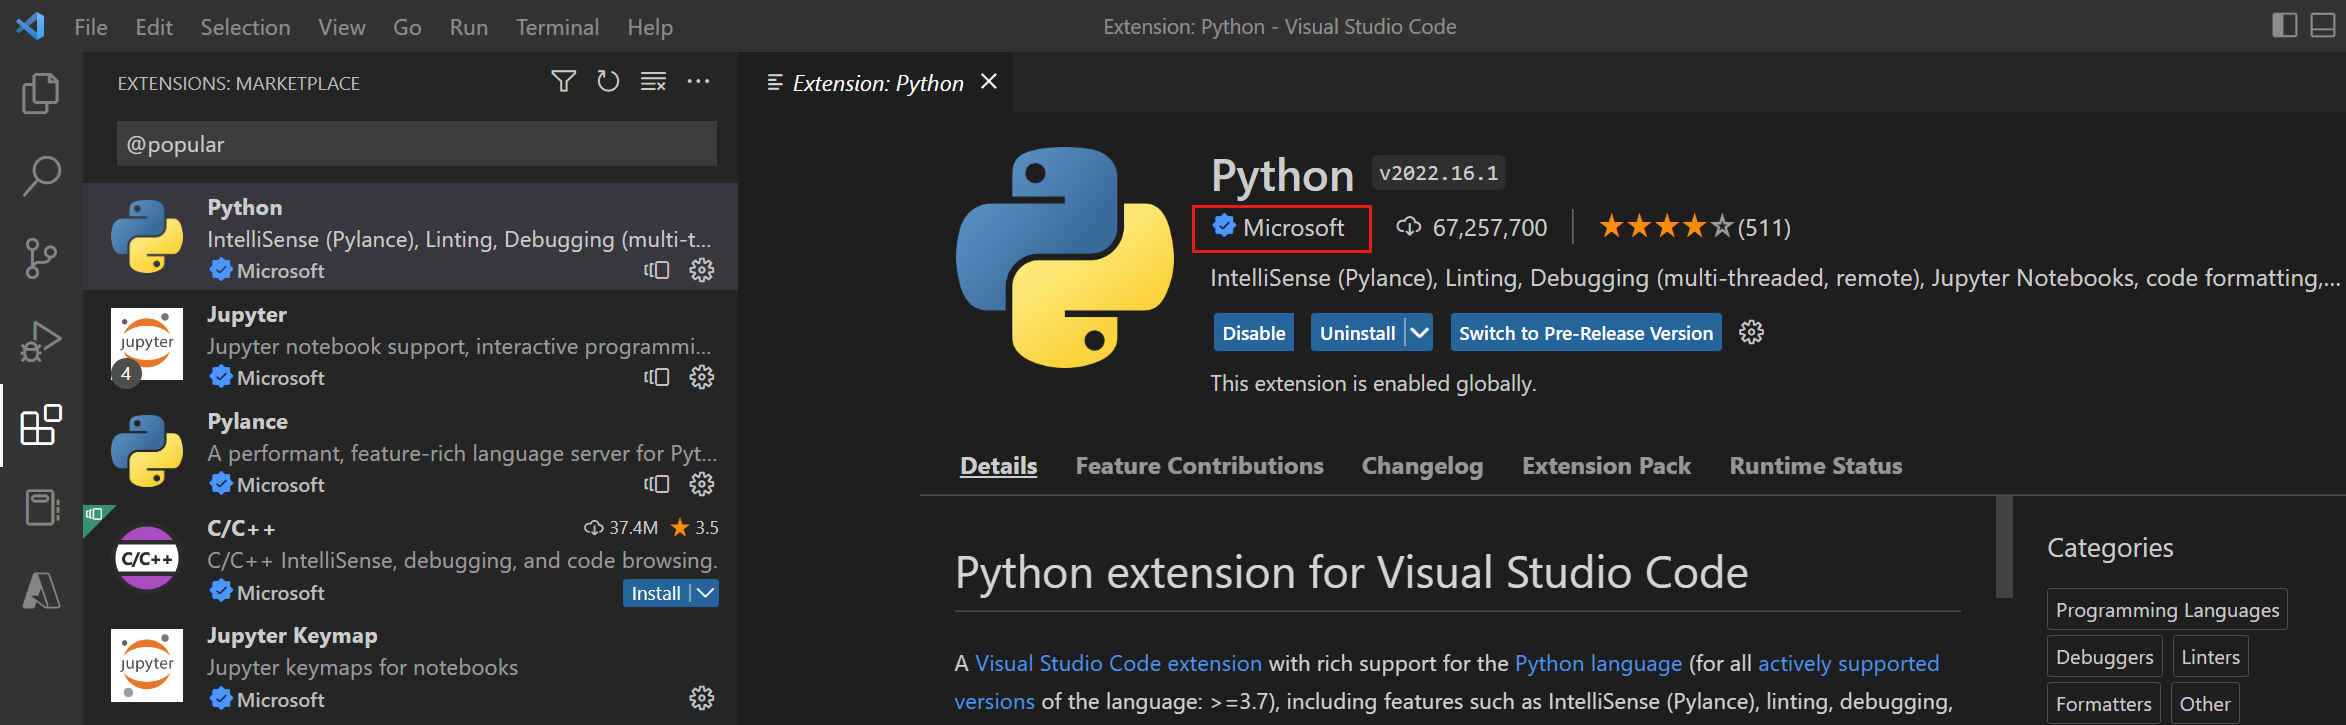 File Edit Selection View Go Run Terminal Help
Extension: Python - Visual Studio Code
EXTENSIONS: MARKETPLACE
@popular
Python
IntelliSense (Pylance), Linting, Debugging (multi-t...
Microsoft
Jupyter
Jupyter notebook support, interactive programmi...
Microsoft
jupyter
4
Pylance
A performant, feature-rich language server for Pyt...
Microsoft
C/C++ 37.4M 3.5
C/C++ IntelliSense, debugging, and code browsing.
Microsoft Install
C/C++
Jupyter Keymap
Jupyter keymaps for notebooks
Microsoft
jupyter
Extension: Python
Python v2022.16.1
Microsoft 67,257,700 (511)
IntelliSense (Pylance), Linting, Debugging (multi-threaded, remote), Jupyter Notebooks, code formatting,...
Disable Uninstall Switch to Pre-Release Version
This extension is enabled globally.
Details Feature Contributions Changelog Extension Pack Runtime Status
Python extension for Visual Studio Code
A Visual Studio Code extension with rich support for the Python language (for all actively supported
versions of the language: >=3.7), including features such as IntelliSense (Pylance), linting, debugging,
Categories
Programming Languages
Debuggers Linters
Formatters Other